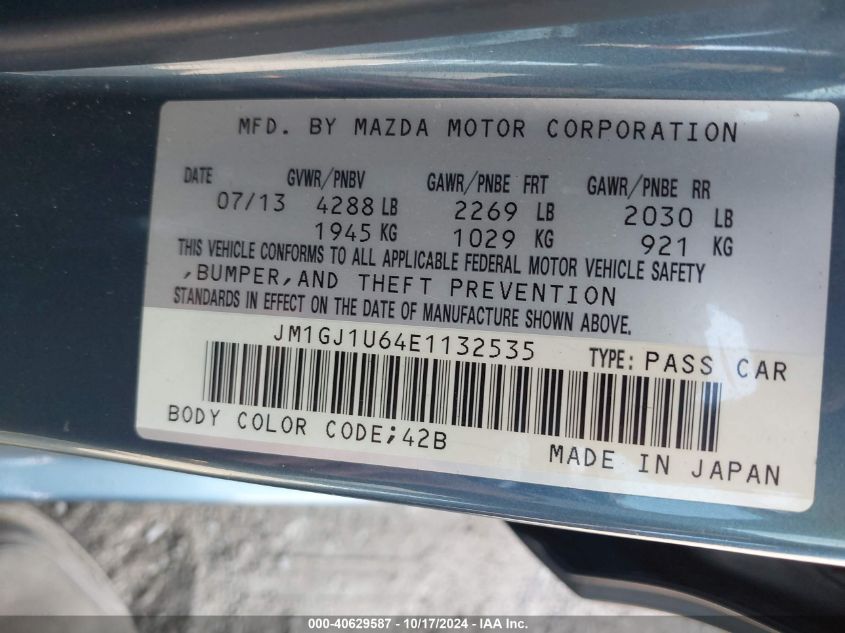 MFD. BY MAZDA MOTOR CORPORATION
DATE GVWR/PNBV GAWR/PNBE FRT GAWR/PNBE RR
07/13 4288 LB 2269 LB 2030 LB
1945 KG 1029 KG 921 KG
THIS VEHICLE CONFORMS TO ALL APPLICABLE FEDERAL MOTOR VEHICLE SAFETY
,BUMPER,AND THEFT PREVENTION
STANDARDS IN EFFECT ON THE DATE OF MANUFACTURE SHOWN ABOVE.
JM1GJ1U64E1132535 TYPE: PASS CAR
BODY COLOR CODE;42B
MADE IN JAPAN
000-40629587 - 10/17/2024 - IAA Inc.